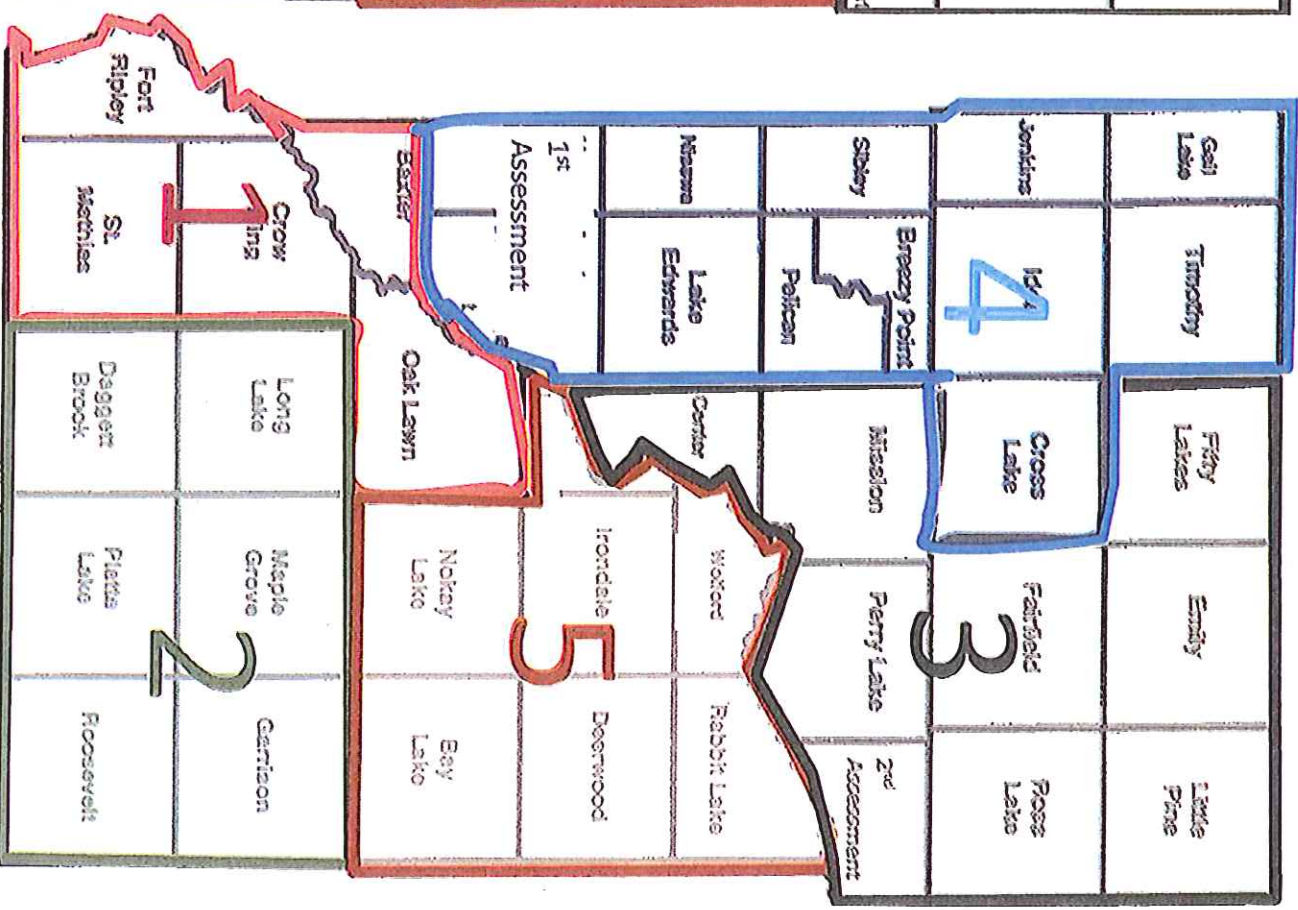 Gail
Lake
Timothy
Fifty
Lakes
Emily
Little
Pine
Jenkins
4
Cross
Lake
Fairfield
3
Ross
Lake
Sibley
Breezy Point
Pelican
Mission
Perry Lake
2nd
Assessment
Nisswa
Lake
Edwards
Center
Wolford
Rabbit Lake
1st
Assessment
Irondale
5
Deerwood
Baxter
Oak Lawn
Nokay
Lake
Bay
Lake
Fort
Ripley
Crow
ing
1
St.
Mathias
Long
Lake
Maple
Grove
2
Garrison
Daggett
Brook
Platte
Lake
Roosevelt